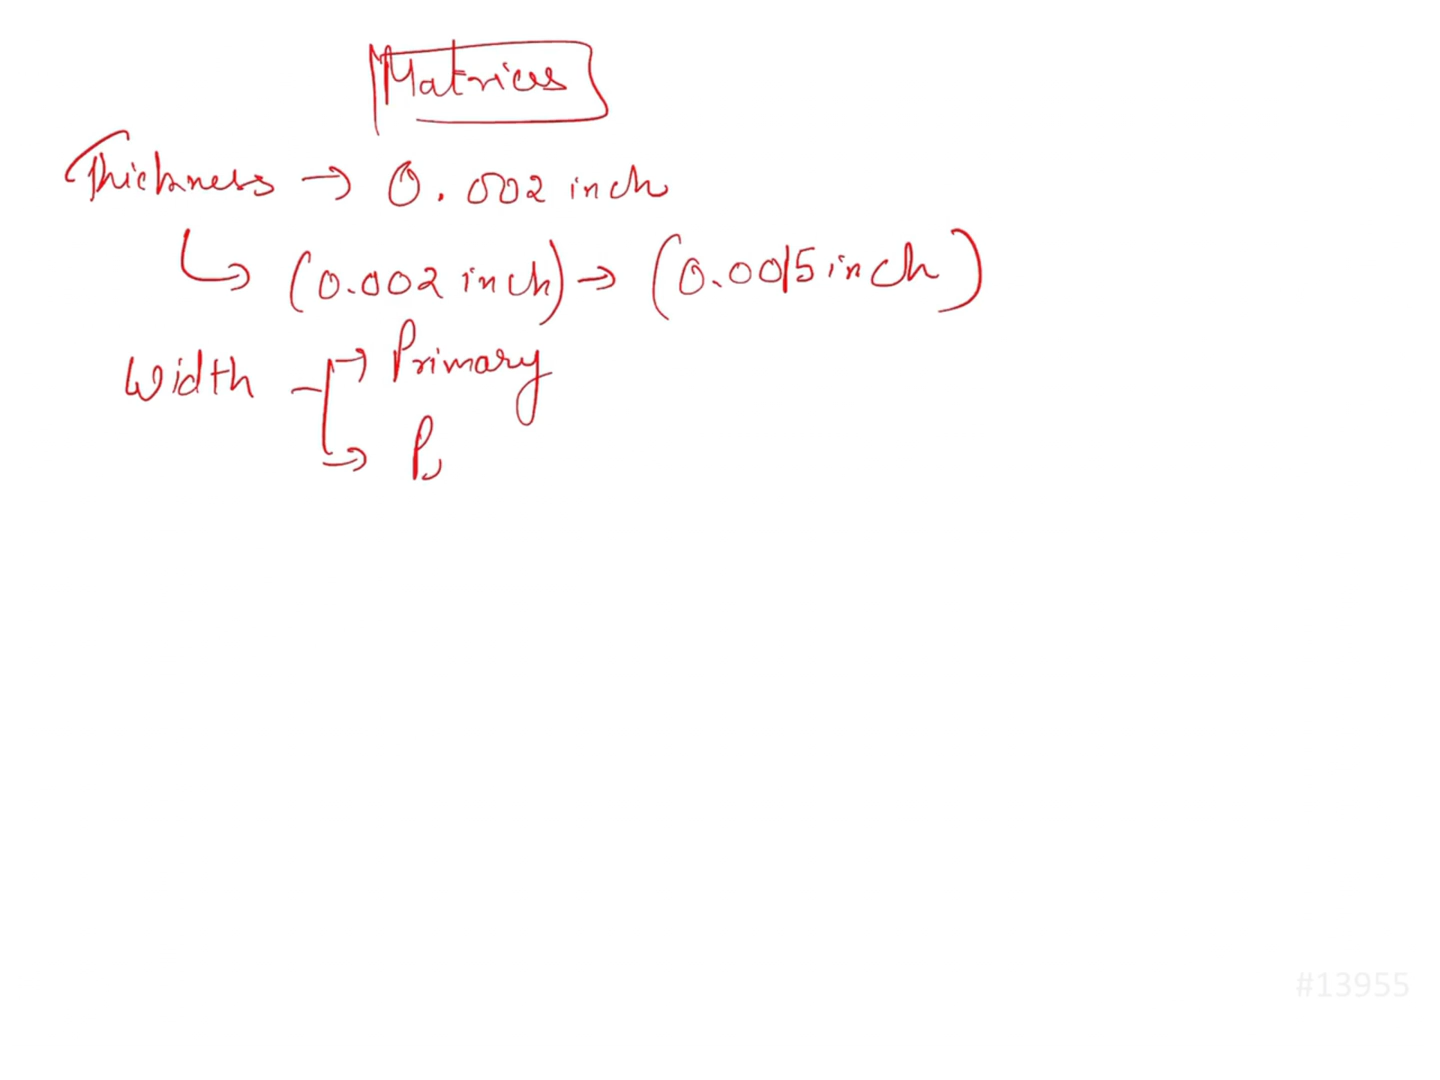 Matrices
Thickness → 0.002 inch
↳ (0.002 inch) → (0.0015 inch)
Width → Primary
→ P
#13955